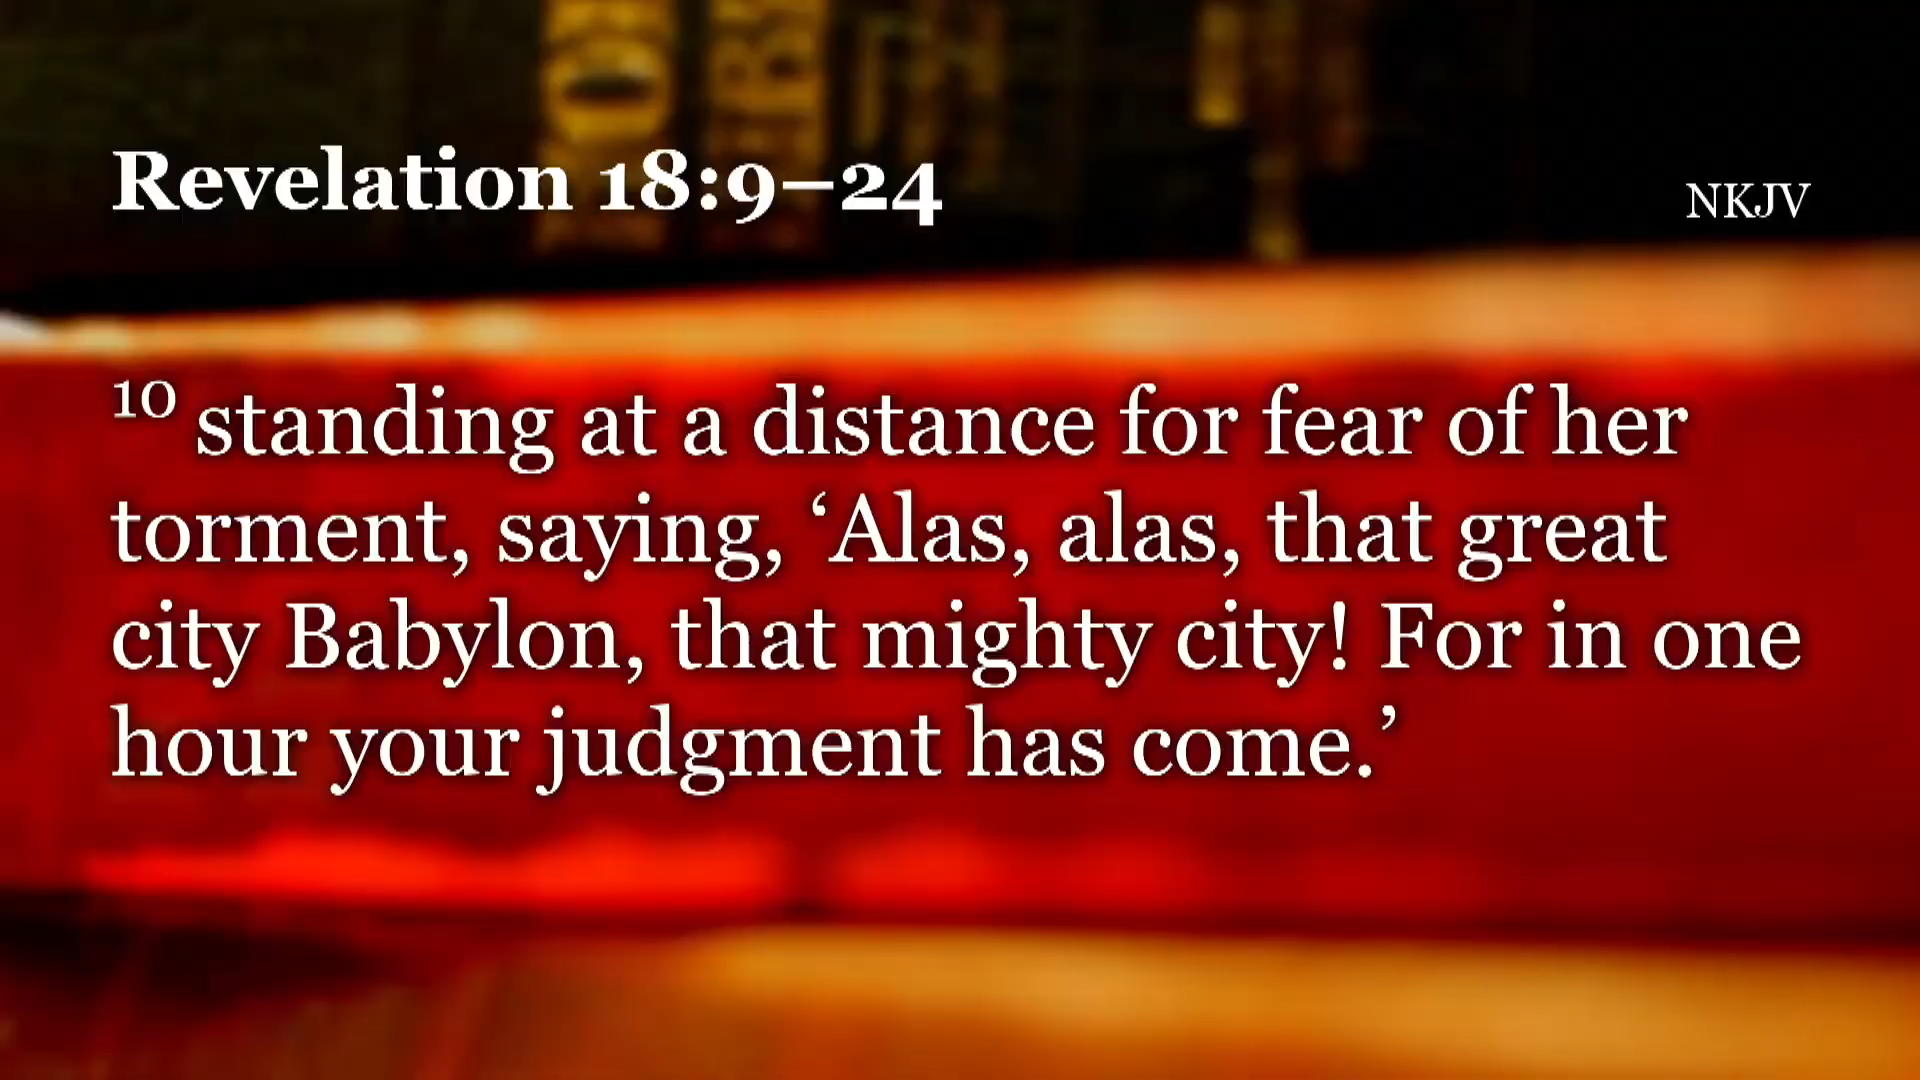 Revelation 18:9–24
NKJV
10 standing at a distance for fear of her
torment, saying, ‘Alas, alas, that great
city Babylon, that mighty city! For in one
hour your judgment has come.’